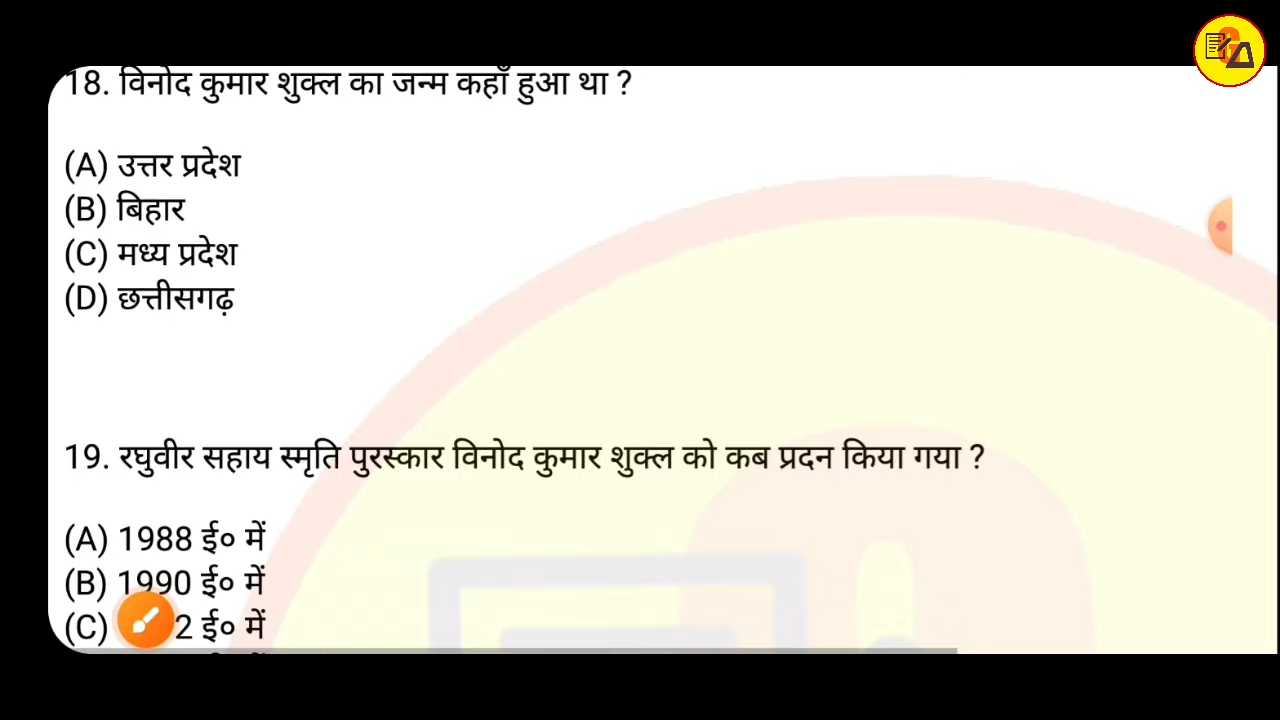 18. विनोद कुमार शुक्ल का जन्म कहाँ हुआ था ?
(A) उत्तर प्रदेश
(B) बिहार
(C) मध्य प्रदेश
(D) छत्तीसगढ़
19. रघुवीर सहाय स्मृति पुरस्कार विनोद कुमार शुक्ल को कब प्रदन किया गया ?
(A) 1988 ई० में
(B) 1990 ई० में
(C) ई० में